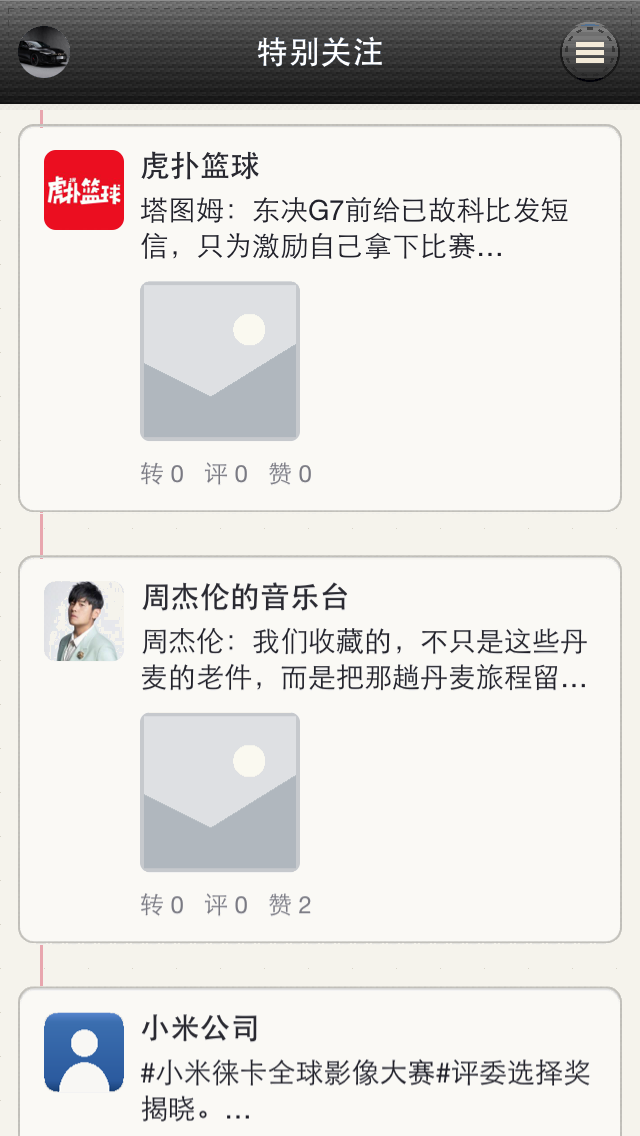 特别关注
虎扑篮球
虎扑篮球
塔图姆：东决G7前给已故科比发短
信，只为激励自己拿下比赛...
转 0 评 0 赞 0
周杰伦的音乐台
周杰伦：我们收藏的，不只是这些丹
麦的老件，而是把那趟丹麦旅程留...
转 0 评 0 赞 2
小米公司
#小米徕卡全球影像大赛#评委选择奖
揭晓。...